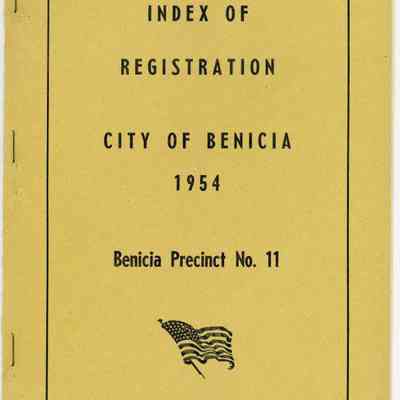 INDEX OF
REGISTRATION
CITY OF BENICIA
1954
Benicia Precinct No. 11